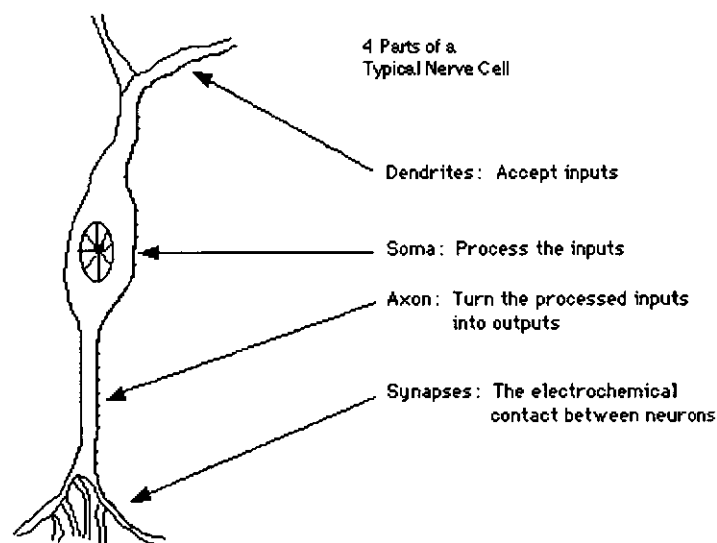 4 Parts of a
Typical Nerve Cell
Dendrites: Accept inputs
Soma: Process the inputs
Axon: Turn the processed inputs
into outputs
Synapses: The electrochemical
contact between neurons